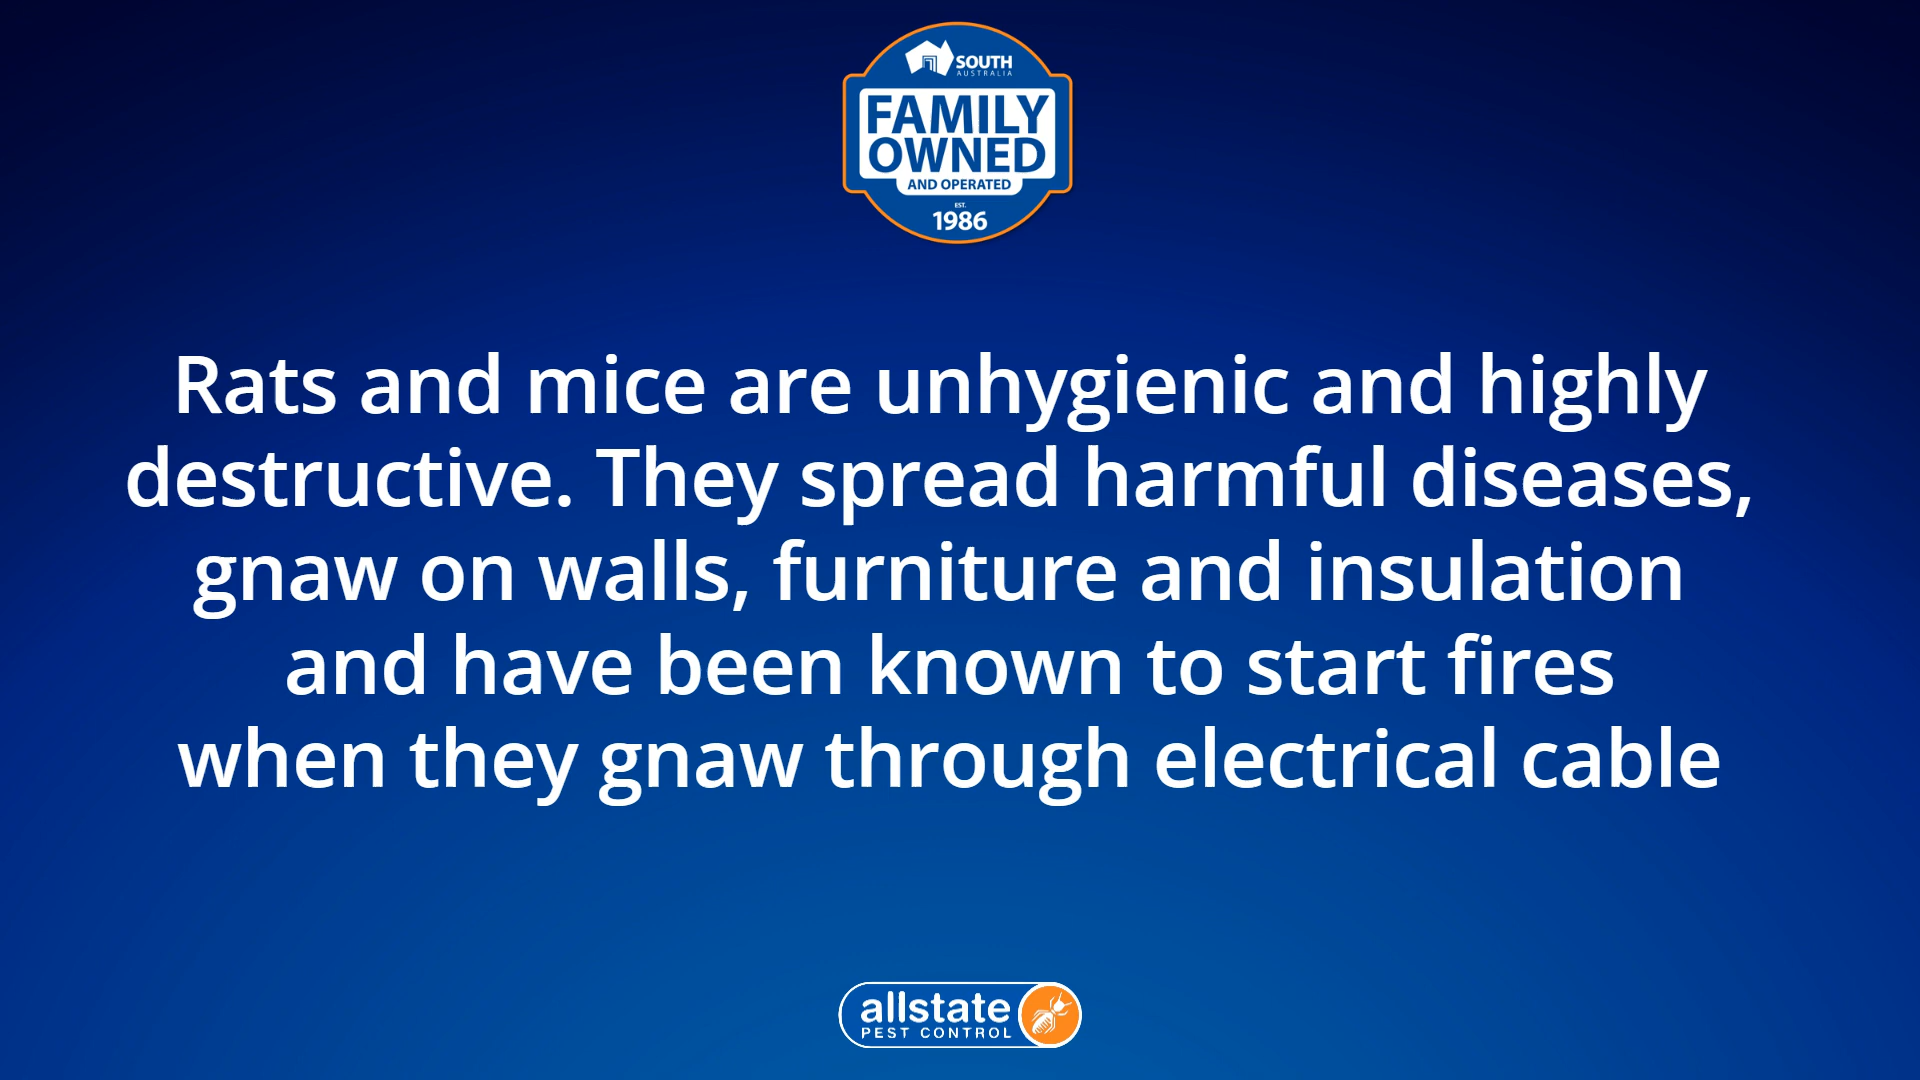 SOUTH
AUSTRALIA
FAMILY
OWNED
AND OPERATED
EST.
1986
Rats and mice are unhygienic and highly
destructive. They spread harmful diseases,
gnaw on walls, furniture and insulation
and have been known to start fires
when they gnaw through electrical cable
allstate
PEST CONTROL